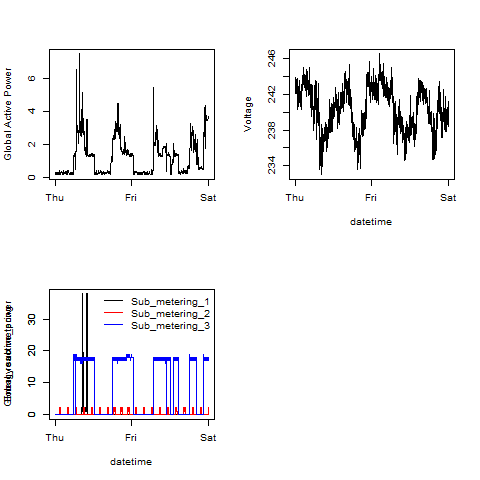 Global Active Power
0 2 4 6
Thu Fri Sat
Voltage
234 238 242 246
Thu Fri Sat
datetime
Sub_metering_1
Sub_metering_2
Sub_metering_3
0 10 20 30
Thu Fri Sat
datetime